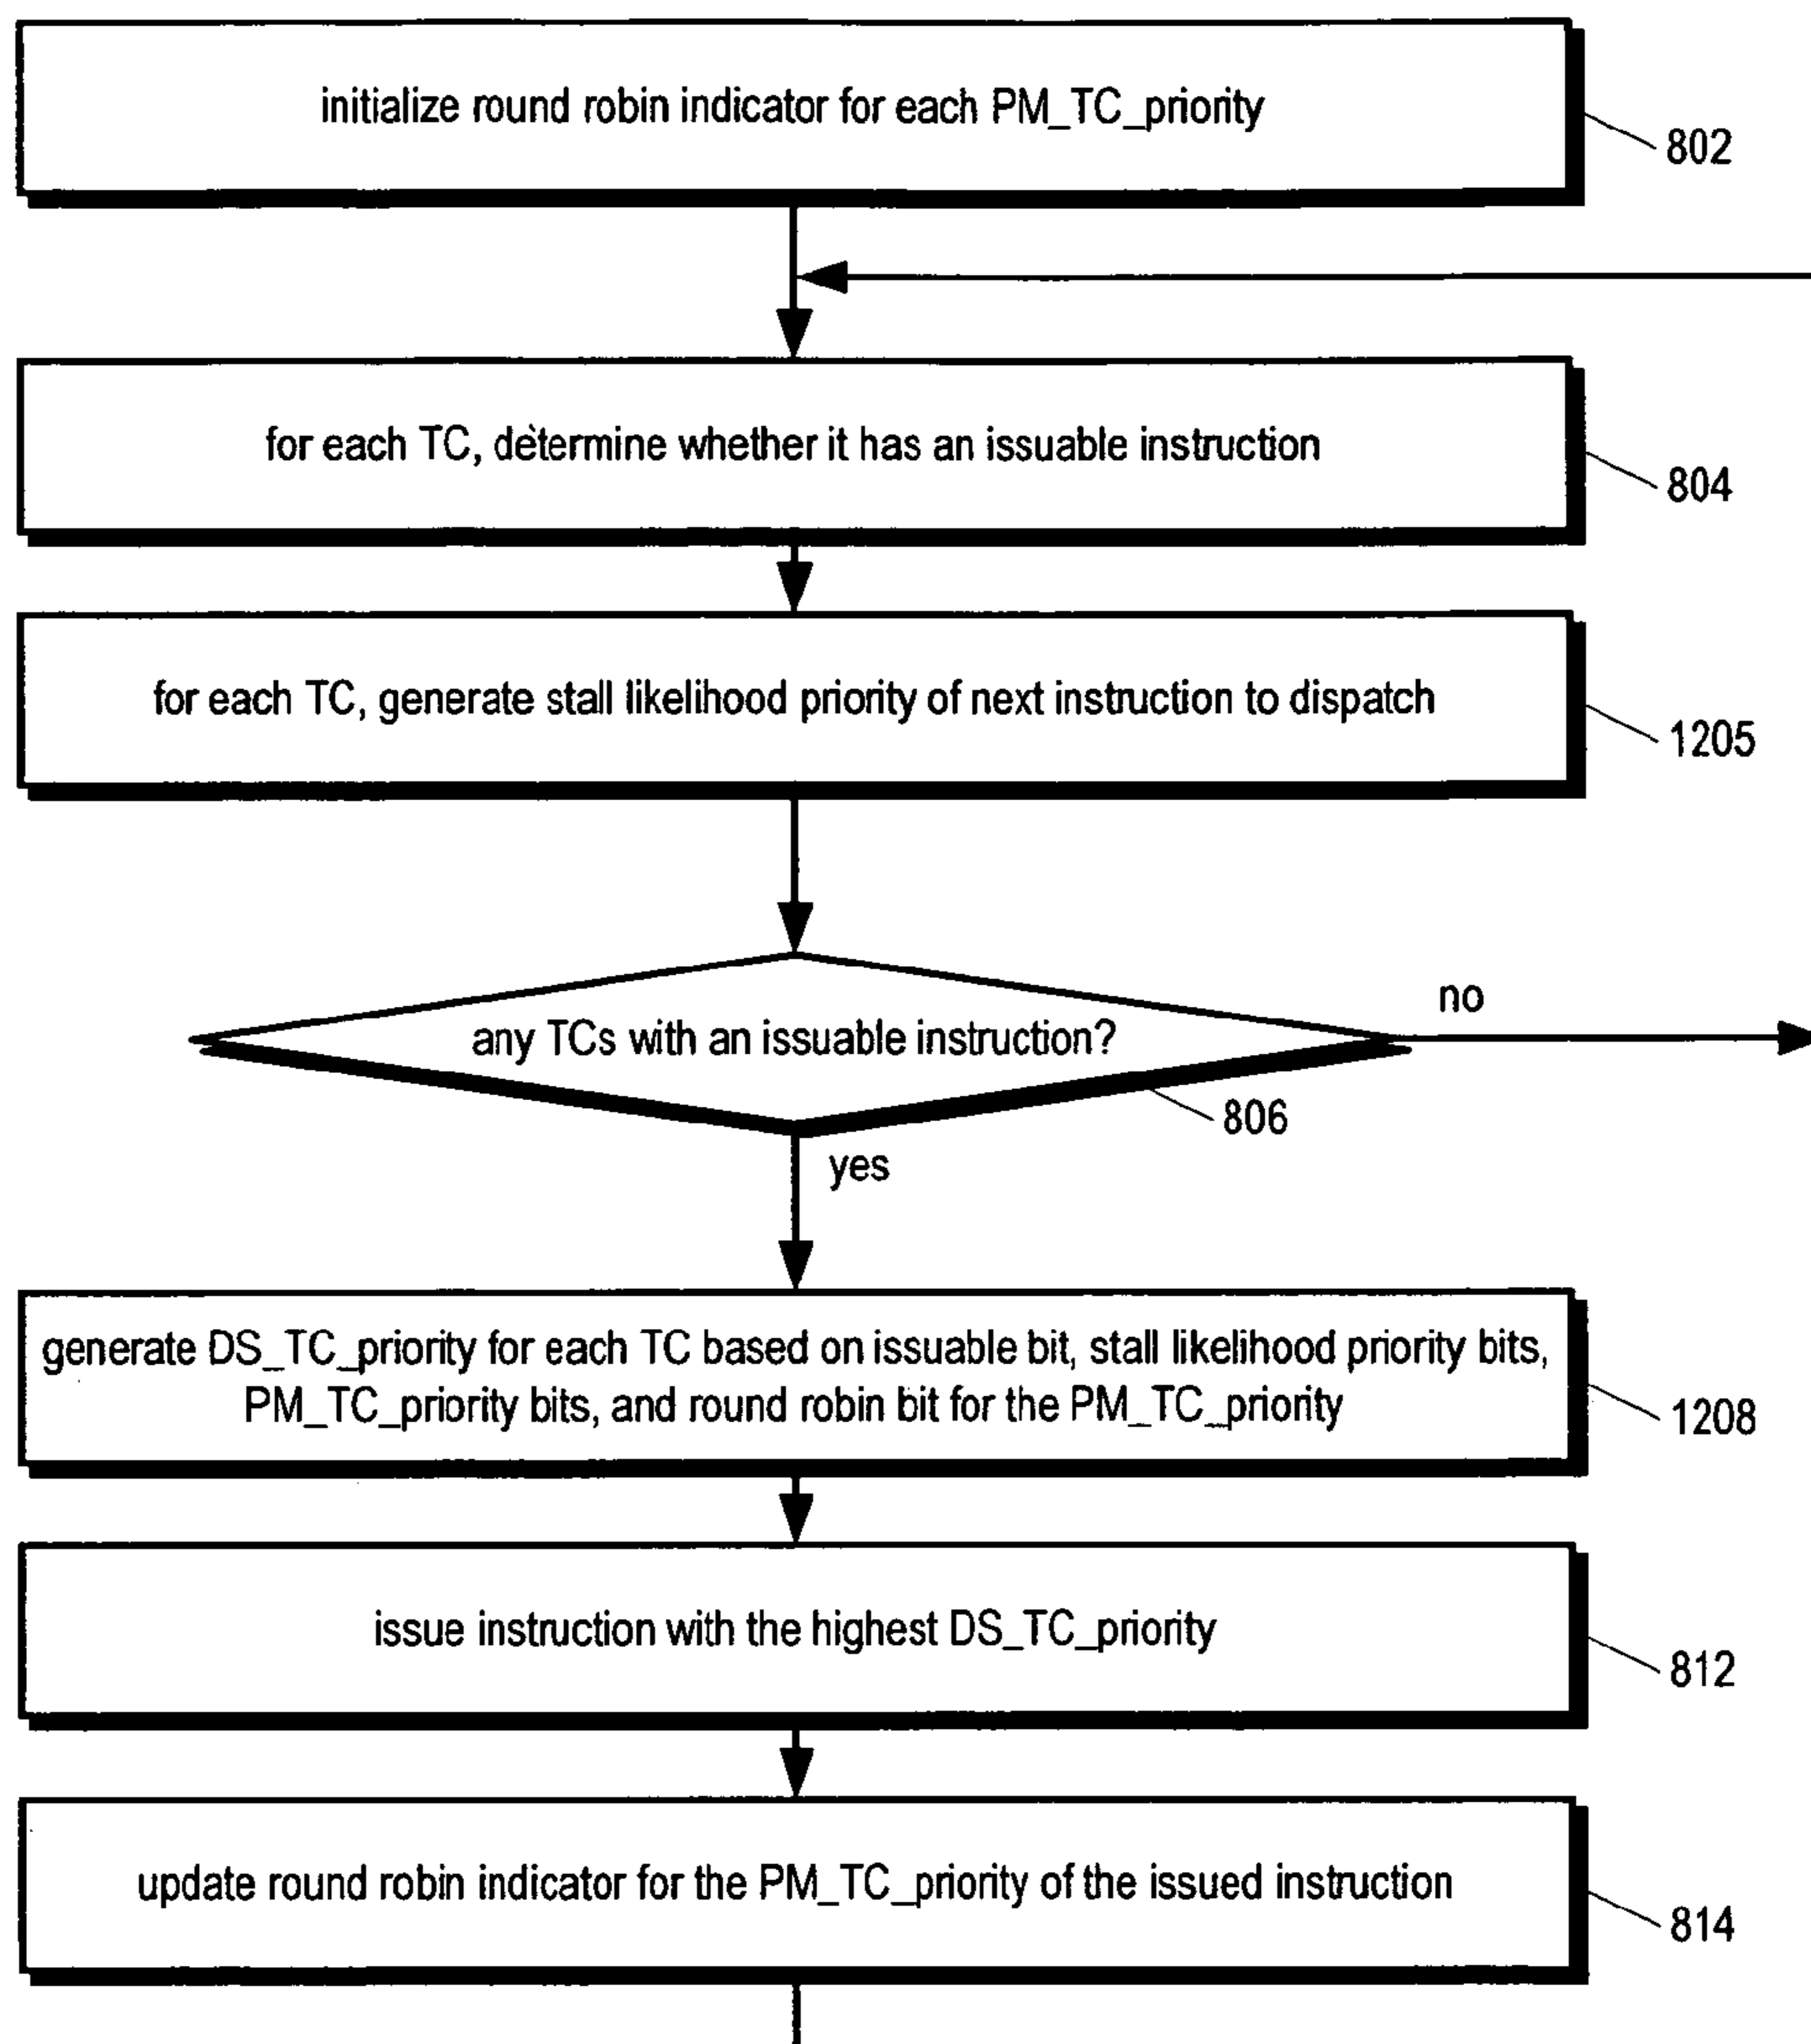 initialize round robin indicator for each PM_TC_priority
802
for each TC, determine whether it has an issuable instruction
804
for each TC, generate stall likelihood priority of next instruction to dispatch
1205
any TCs with an issuable instruction?
no
806
yes
generate DS_TC_priority for each TC based on issuable bit, stall likelihood priority bits,
PM_TC_priority bits, and round robin bit for the PM_TC_priority
1208
issue instruction with the highest DS_TC_priority
812
update round robin indicator for the PM_TC_priority of the issued instruction
814